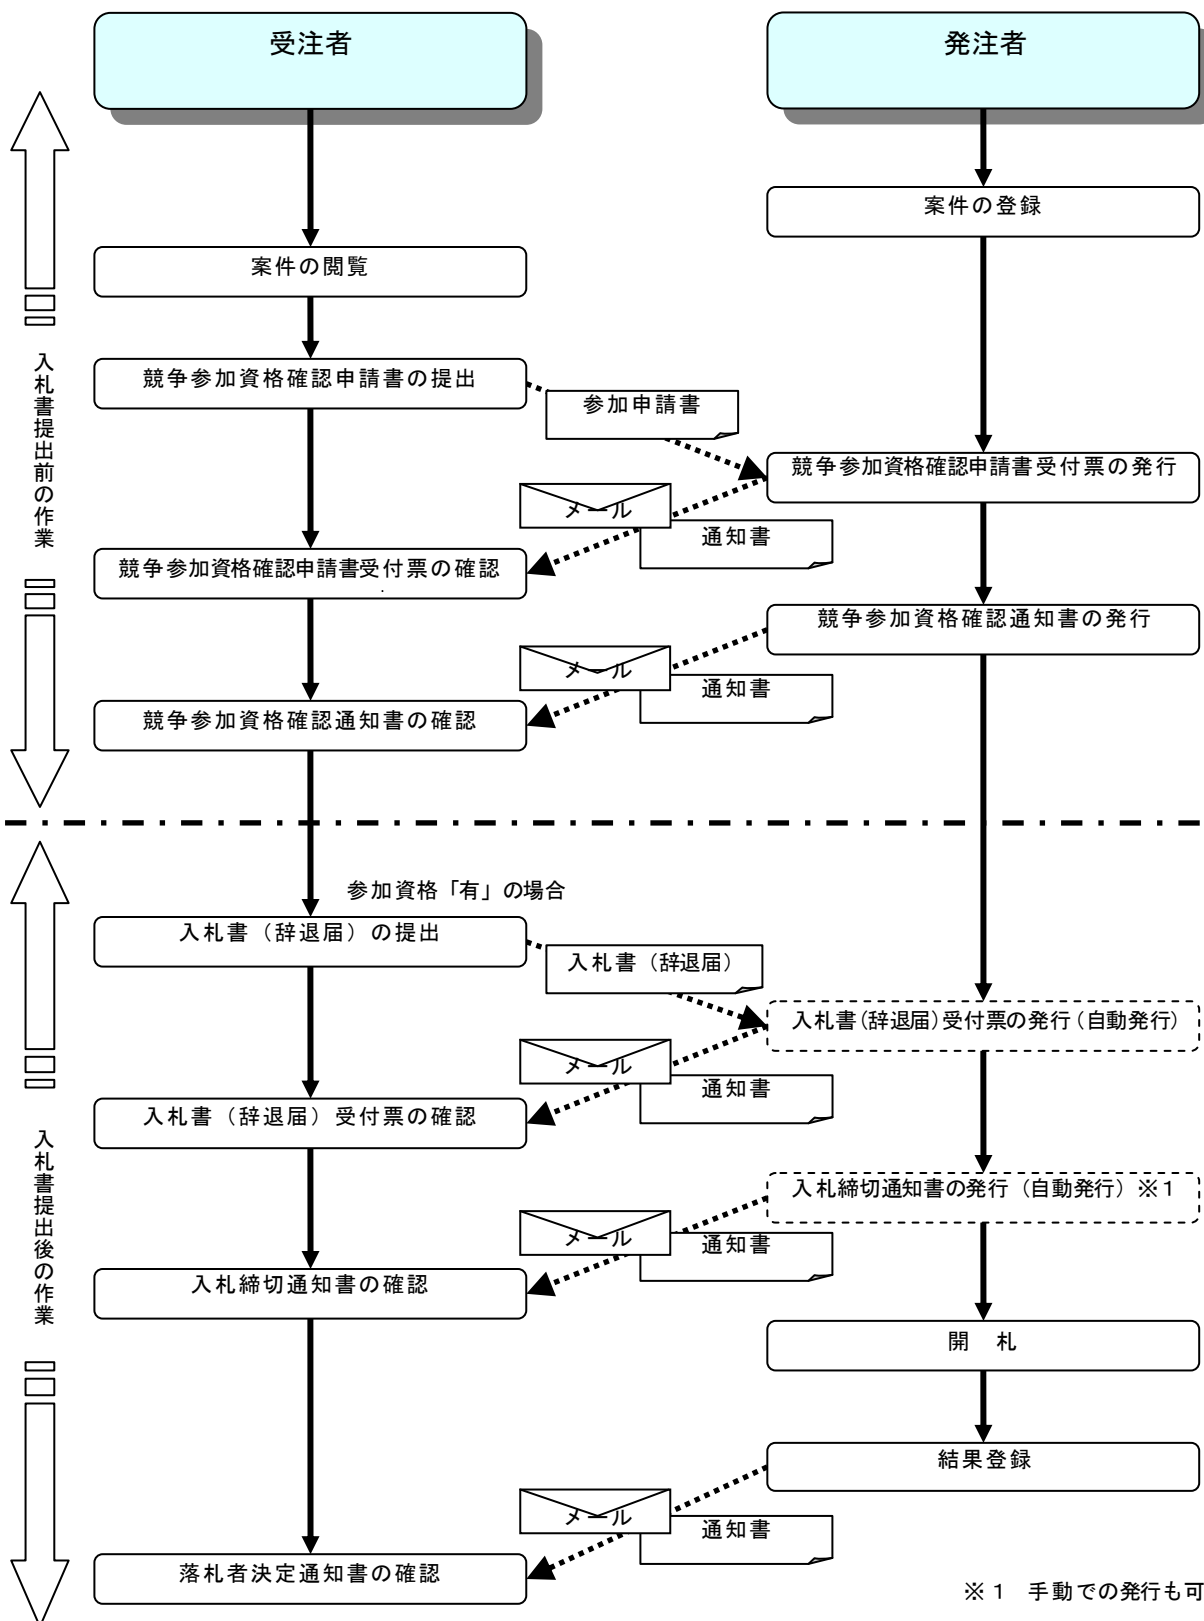 受注者
発注者
案件の登録
案件の閲覧
入札書提出前の作業
競争参加資格確認申請書の提出
参加申請書
競争参加資格確認申請書受付票の発行
メール
通知書
競争参加資格確認申請書受付票の確認
競争参加資格確認通知書の発行
メール
通知書
競争参加資格確認通知書の確認
参加資格「有」の場合
入札書（辞退届）の提出
入札書（辞退届）
入札書(辞退届)受付票の発行(自動発行)
メール
通知書
入札書（辞退届）受付票の確認
入札書提出後の作業
入札締切通知書の発行（自動発行）※１
メール
通知書
入札締切通知書の確認
開　札
結果登録
メール
通知書
落札者決定通知書の確認
※１　手動での発行も可